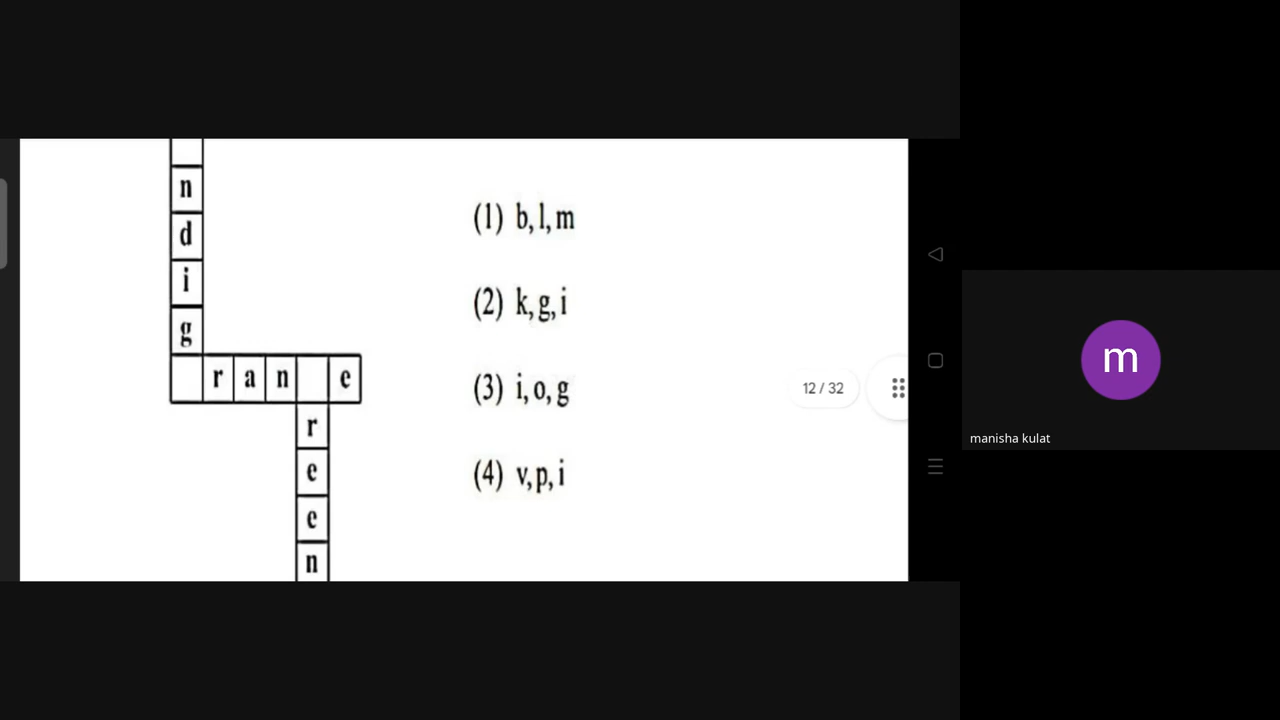 n
d
i
g
r a n e
r
e
e
n
(1) b, l, m
(2) k, g, i
(3) i, o, g
(4) v, p, i
12 / 32
m
manisha kulat